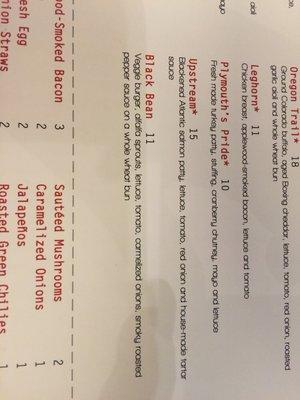 Oregon Trail* 18
Ground Colorado buffalo, aged Boxing cheddar, lettuce, tomato, red onion, roasted
garlic aioli and whole wheat bun
Leghorn* 11
Chicken breast, applewood-smoked bacon, lettuce and tomato
Plymouth's Pride* 10
Fresh made turkey patty, stuffing, cranberry chutney, mayo and lettuce
Upstream* 15
Blackened Atlantic salmon patty, lettuce, tomato, red onion and house-made tartar
sauce
Black Bean 11
Veggie burger, alfalfa sprouts, lettuce, tomato, carmelized onions, smoky roasted
pepper sauce on a whole wheat bun
ood-Smoked Bacon 3
esh Egg 2
nion Straws 2
Sautéed Mushrooms 2
Caramelized Onions 1
Jalapeños 1
Roasted Green Chilies 1